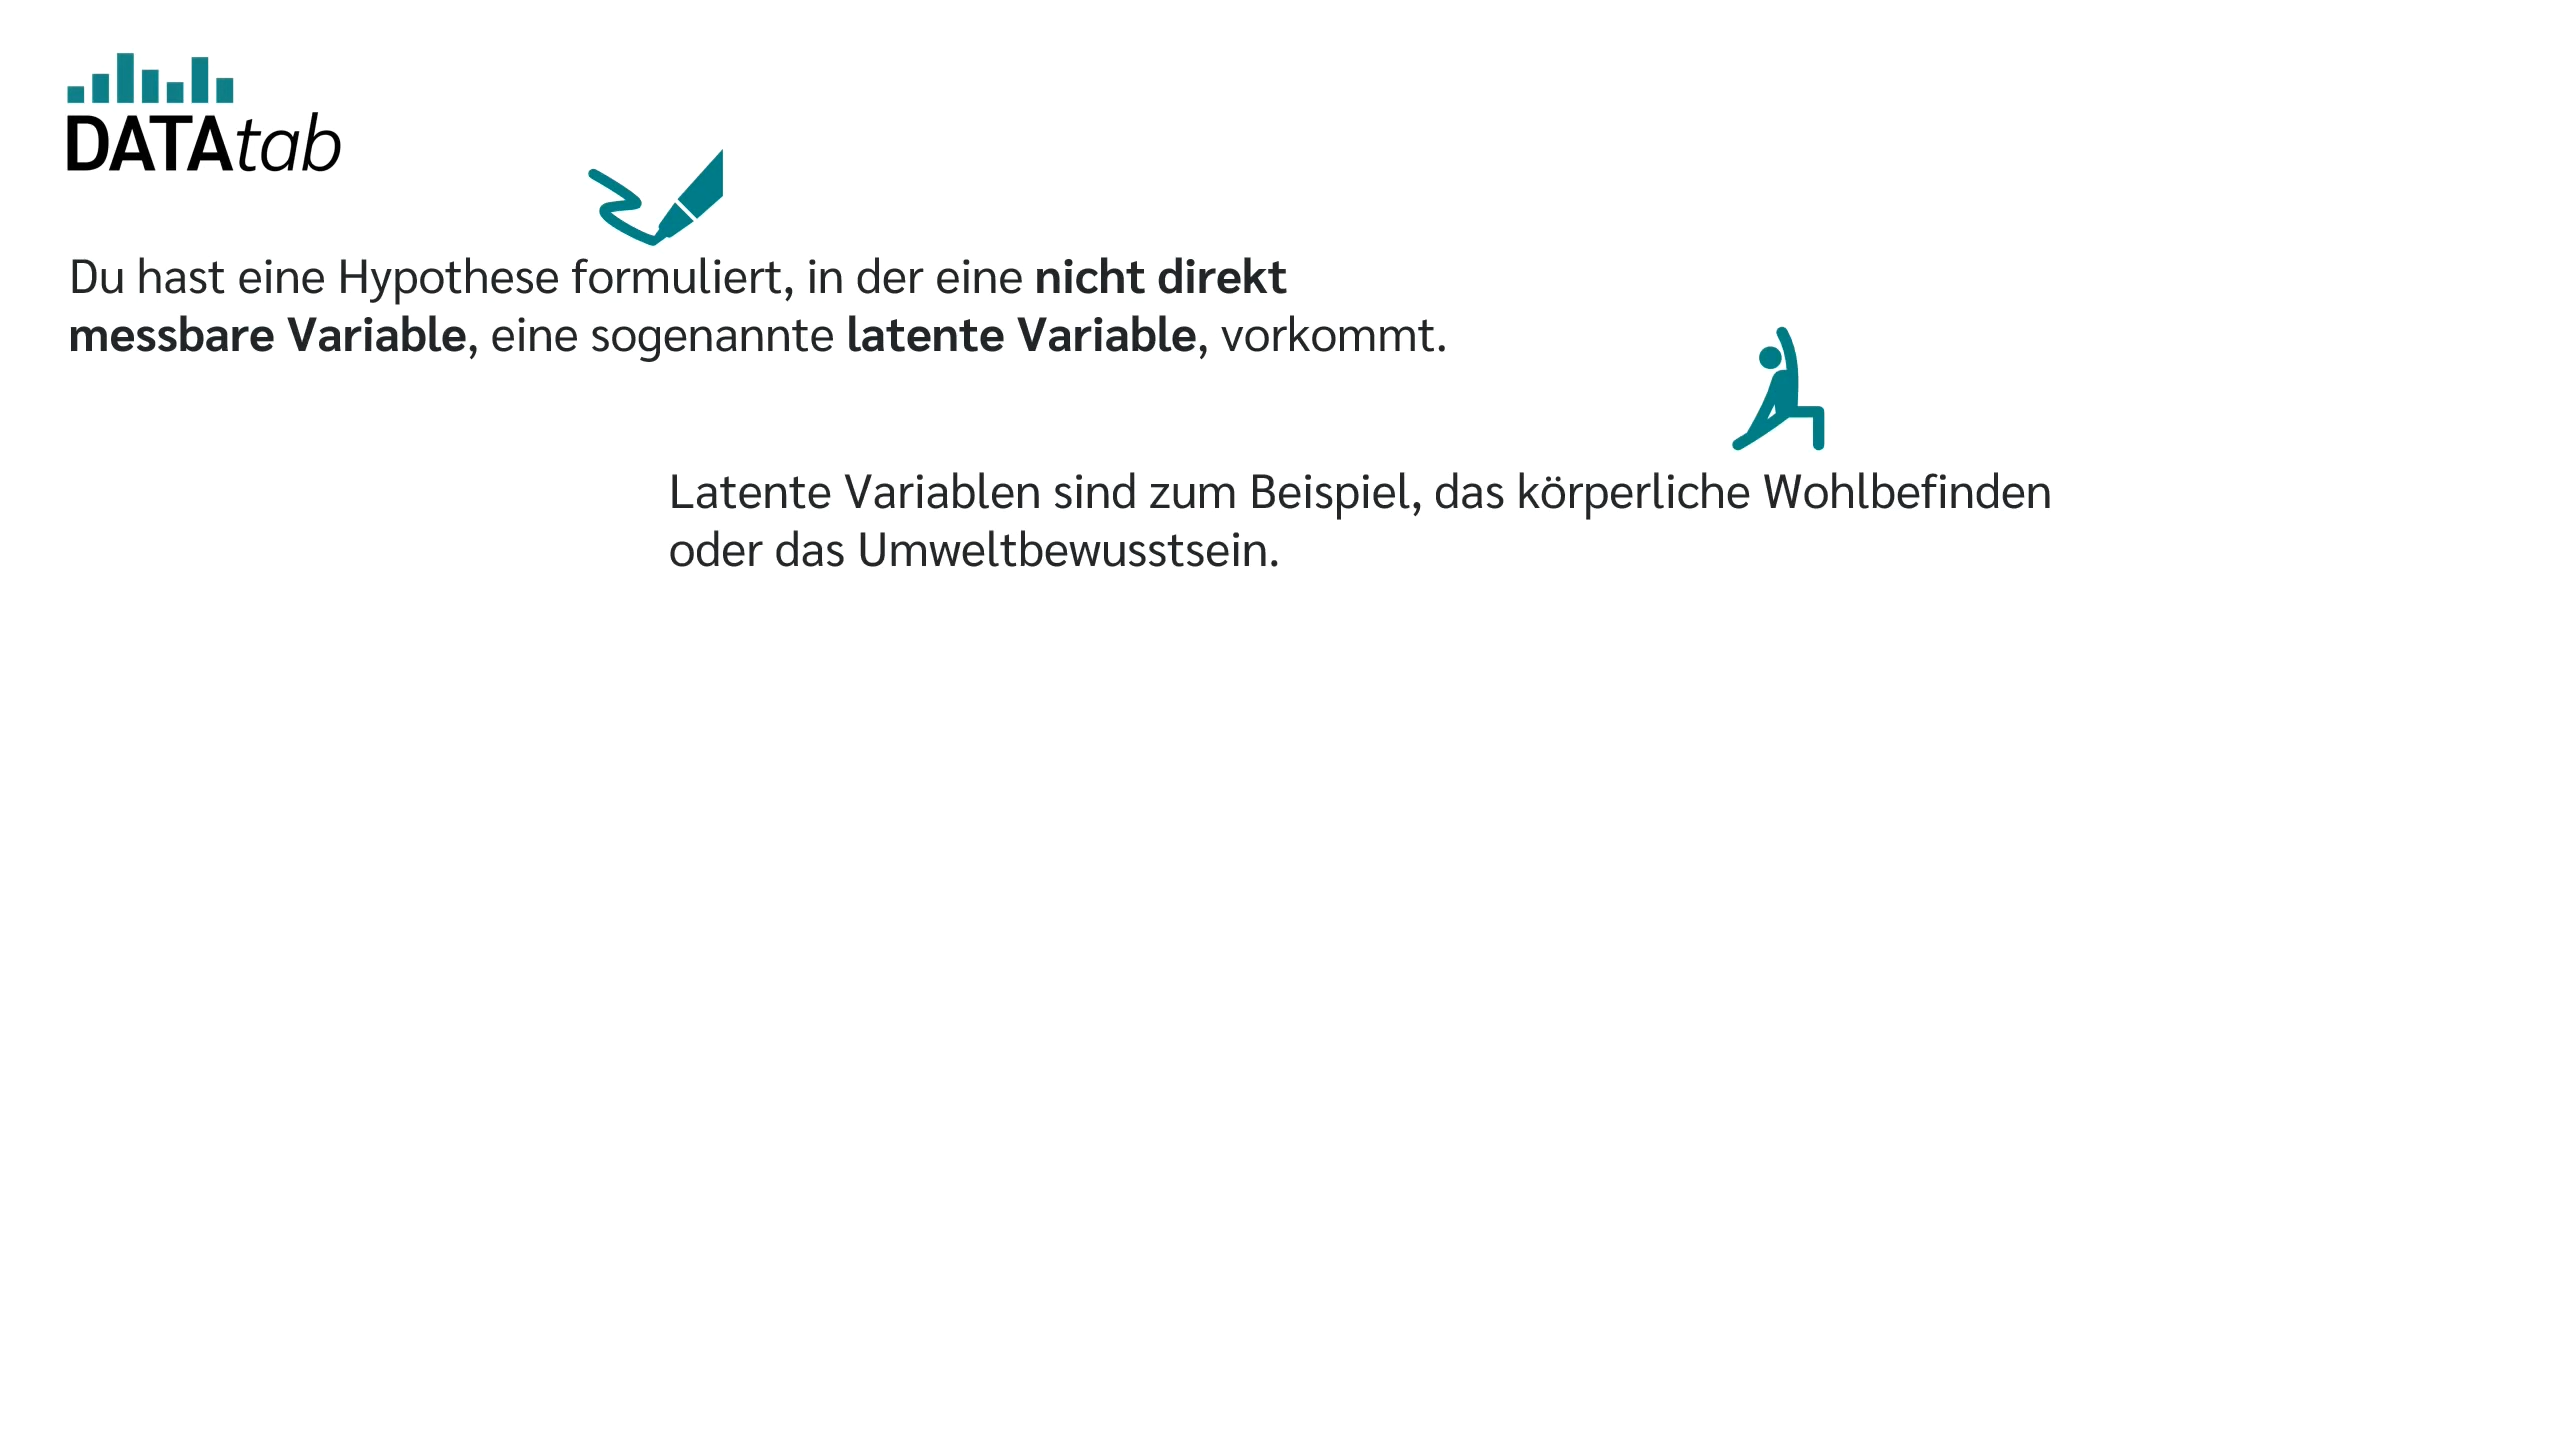 DATAtab
Du hast eine Hypothese formuliert, in der eine nicht direkt
messbare Variable, eine sogenannte latente Variable, vorkommt.
Latente Variablen sind zum Beispiel, das körperliche Wohlbefinden
oder das Umweltbewusstsein.